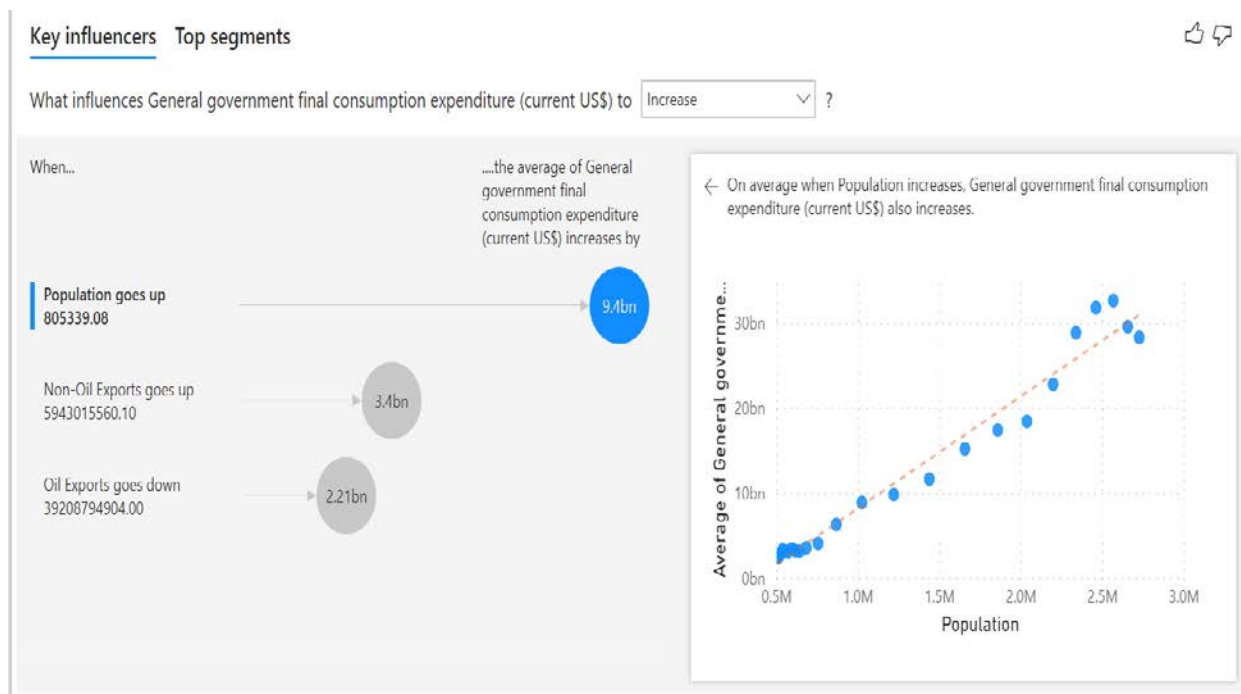 Key influencers Top segments
What influences General government final consumption expenditure (current US$) to Increase ?
When...
....the average of General
government final
consumption expenditure
(current US$) increases by
Population goes up
805339.08
9.4bn
Non-Oil Exports goes up
5943015560.10
3.4bn
Oil Exports goes down
39208794904.00
2.21bn
← On average when Population increases, General government final consumption
expenditure (current US$) also increases.
Average of General governme...
30bn
20bn
10bn
0bn
0.5M 1.0M 1.5M 2.0M 2.5M 3.0M
Population